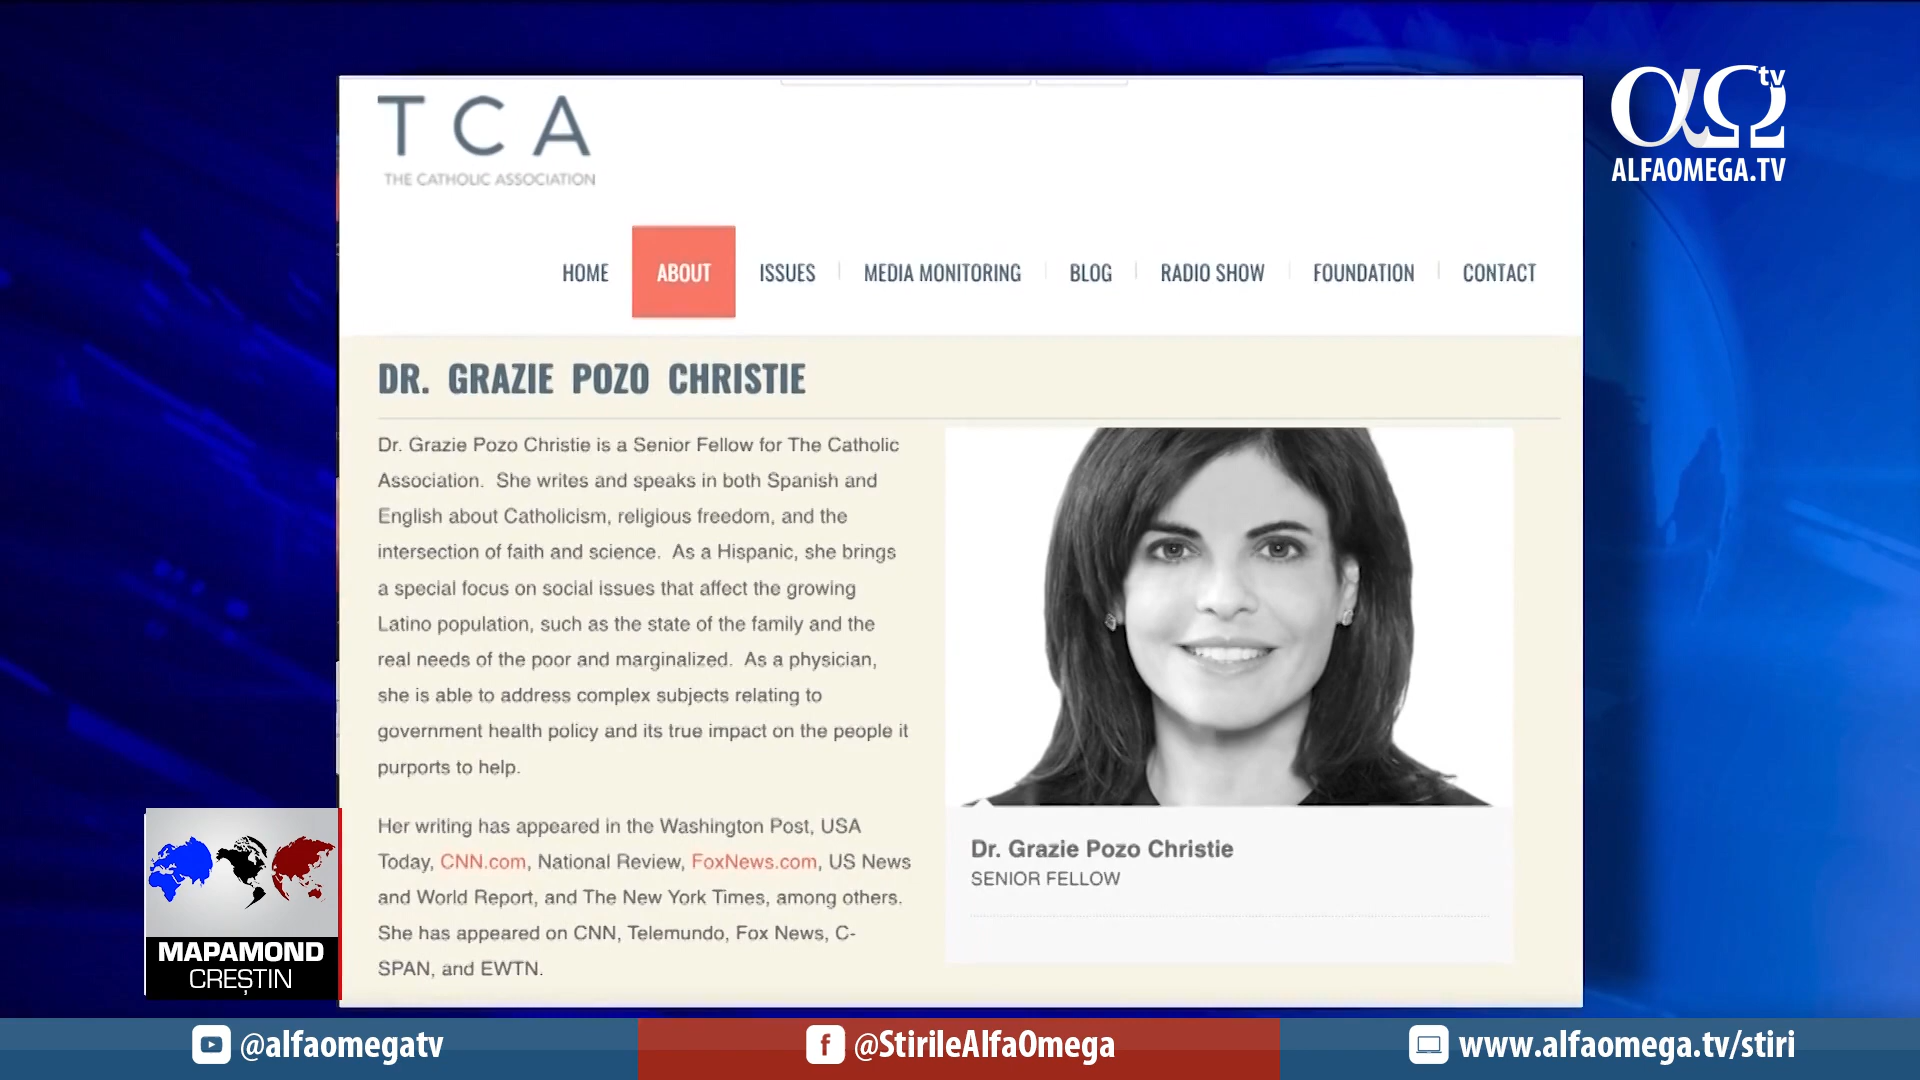 TCA
THE CATHOLIC ASSOCIATION
αΩ tv
ALFAOMEGA.TV
HOME ABOUT ISSUES MEDIA MONITORING BLOG RADIO SHOW FOUNDATION CONTACT
DR. GRAZIE POZO CHRISTIE
Dr. Grazie Pozo Christie is a Senior Fellow for The Catholic
Association. She writes and speaks in both Spanish and
English about Catholicism, religious freedom, and the
intersection of faith and science. As a Hispanic, she brings
a special focus on social issues that affect the growing
Latino population, such as the state of the family and the
real needs of the poor and marginalized. As a physician,
she is able to address complex subjects relating to
government health policy and its true impact on the people it
purports to help.
Her writing has appeared in the Washington Post, USA
Today, CNN.com, National Review, FoxNews.com, US News
and World Report, and The New York Times, among others.
She has appeared on CNN, Telemundo, Fox News, C-
SPAN, and EWTN.
Dr. Grazie Pozo Christie
SENIOR FELLOW
MAPAMOND
CREȘTIN
@alfaomegatv
@StirileAlfaOmega
www.alfaomega.tv/stiri